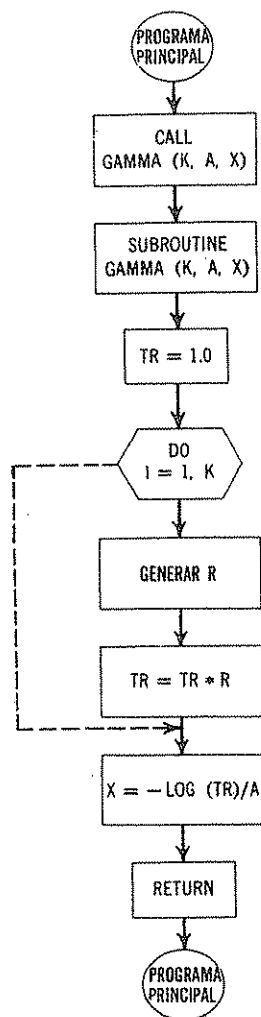 PROGRAMA
PRINCIPAL
CALL
GAMMA (K, A, X)
SUBROUTINE
GAMMA (K, A, X)
TR = 1.0
DO
I = 1, K
GENERAR R
TR = TR * R
X = — LOG (TR)/A
RETURN
PROGRAMA
PRINCIPAL